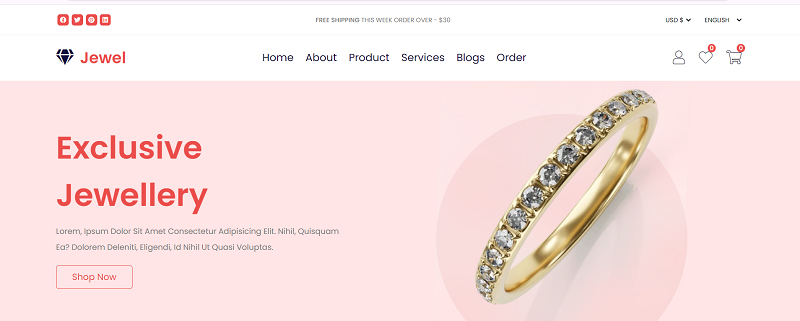 FREE SHIPPING THIS WEEK ORDER OVER - $30
USD $
ENGLISH
Jewel
Home About Product Services Blogs Order
0
0
Exclusive
Jewellery
Lorem, Ipsum Dolor Sit Amet Consectetur Adipisicing Elit. Nihil, Quisquam
Ea? Dolorem Deleniti, Eligendi, Id Nihil Ut Quasi Voluptas.
Shop Now